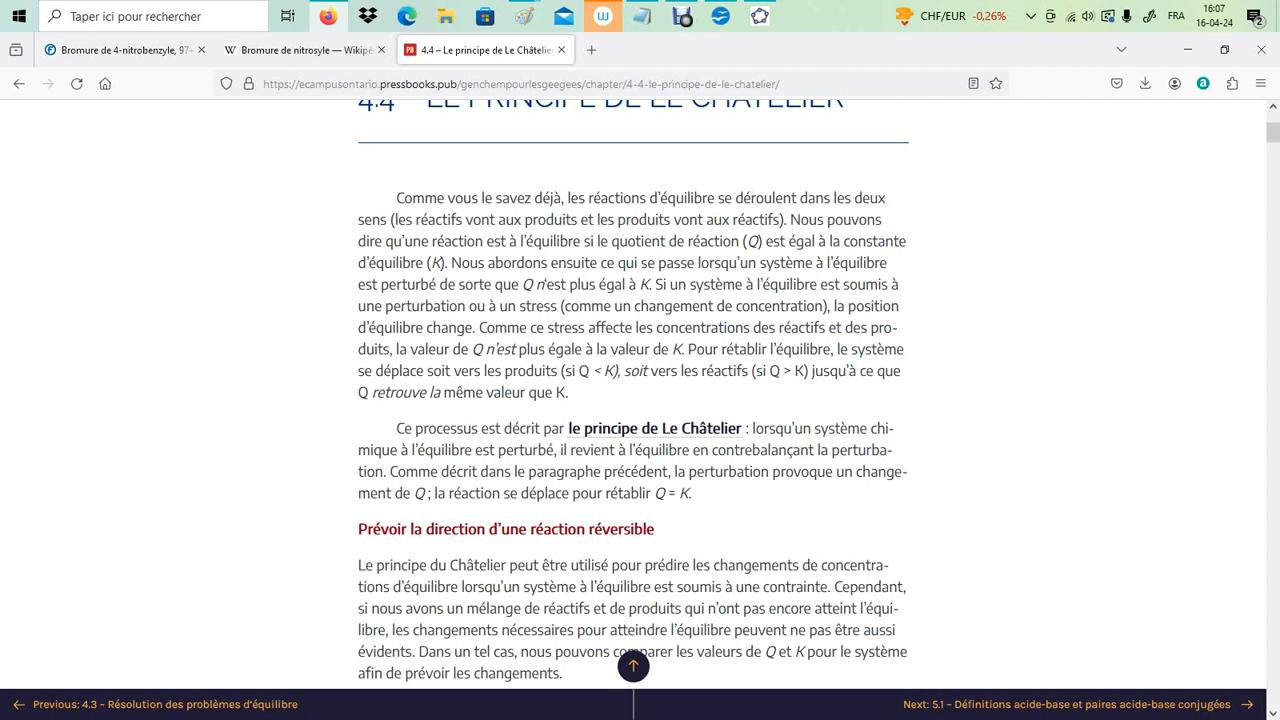 Taper ici pour rechercher
CHF/EUR -0,26%
FRA
16:07
16-04-24
2
Bromure de 4-nitrobenzyle, 97+
Bromure de nitrosyle — Wikipé
4.4 – Le principe de Le Châtelier
https://ecampusontario.pressbooks.pub/genchempourlesgeegees/chapter/4-4-le-principe-de-le-chatelier/
4.4 LE PRINCIPE DE LE CHÂTELIER
Comme vous le savez déjà, les réactions d’équilibre se déroulent dans les deux
sens (les réactifs vont aux produits et les produits vont aux réactifs). Nous pouvons
dire qu’une réaction est à l’équilibre si le quotient de réaction (Q) est égal à la constante
d’équilibre (K). Nous abordons ensuite ce qui se passe lorsqu’un système à l’équilibre
est perturbé de sorte que Q n’est plus égal à K. Si un système à l’équilibre est soumis à
une perturbation ou à un stress (comme un changement de concentration), la position
d’équilibre change. Comme ce stress affecte les concentrations des réactifs et des pro-
duits, la valeur de Q n’est plus égale à la valeur de K. Pour rétablir l’équilibre, le système
se déplace soit vers les produits (si Q < K), soit vers les réactifs (si Q > K) jusqu’à ce que
Q retrouve la même valeur que K.
Ce processus est décrit par le principe de Le Châtelier : lorsqu’un système chi-
mique à l’équilibre est perturbé, il revient à l’équilibre en contrebalançant la perturba-
tion. Comme décrit dans le paragraphe précédent, la perturbation provoque un change-
ment de Q ; la réaction se déplace pour rétablir Q = K.
Prévoir la direction d’une réaction réversible
Le principe du Châtelier peut être utilisé pour prédire les changements de concentra-
tions d’équilibre lorsqu’un système à l’équilibre est soumis à une contrainte. Cependant,
si nous avons un mélange de réactifs et de produits qui n’ont pas encore atteint l’équi-
libre, les changements nécessaires pour atteindre l’équilibre peuvent ne pas être aussi
évidents. Dans un tel cas, nous pouvons comparer les valeurs de Q et K pour le système
afin de prévoir les changements.
Previous: 4.3 – Résolution des problèmes d’équilibre
Next: 5.1 – Définitions acide-base et paires acide-base conjugées